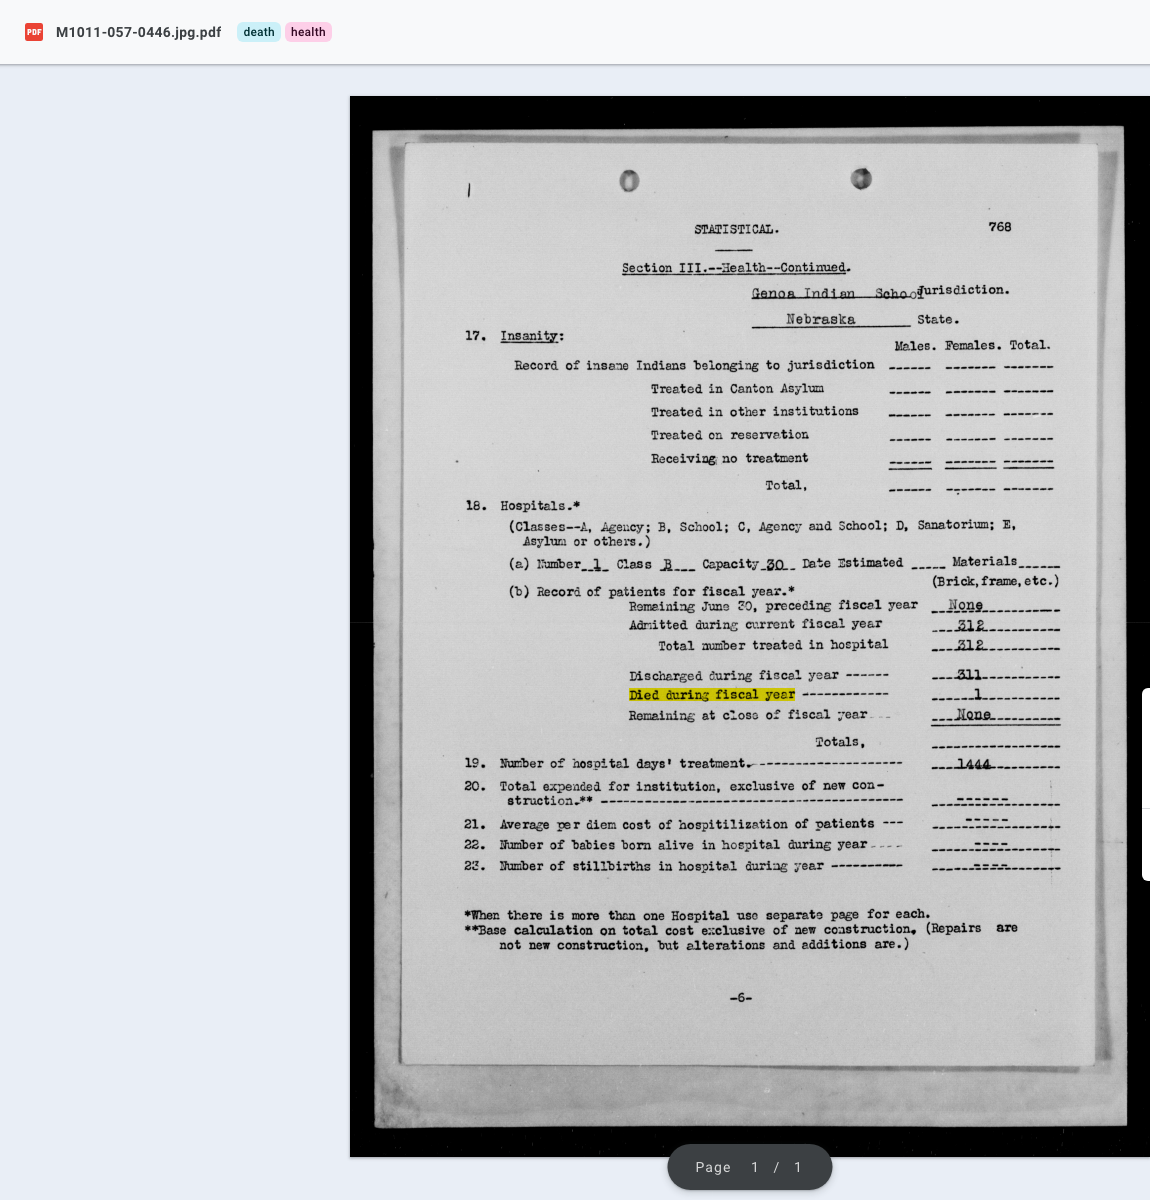 M1011-057-0446.jpg.pdf death health
STATISTICAL. 768
Section III.--Health--Continued.
Genoa Indian School Jurisdiction.
Nebraska State.
17. Insanity:
Males. Females. Total.
Record of insane Indians belonging to jurisdiction ------ ------- -------
Treated in Canton Asylum ------ ------- -------
Treated in other institutions ------ ------- -------
Treated on reservation ------ ------- -------
Receiving no treatment ------ ------- -------
Total, ------ ------- -------
18. Hospitals.*
(Classes--A, Agency; B, School; C, Agency and School; D, Sanatorium; E,
Asylum or others.)
(a) Number 1 Class B Capacity 30 Date Estimated _____ Materials______
(Brick, frame, etc.)
(b) Record of patients for fiscal year.*
Remaining June 30, preceding fiscal year None
Admitted during current fiscal year 312
Total number treated in hospital 312
Discharged during fiscal year ------ 311
Died during fiscal year ------------ 1
Remaining at close of fiscal year --- None
Totals,
19. Number of hospital days' treatment.--------------------- 1444
20. Total expended for institution, exclusive of new con-
struction.** ------------------------------------------ ------
21. Average per diem cost of hospitilization of patients --- -----
22. Number of babies born alive in hospital during year ---- ----
23. Number of stillbirths in hospital during year ---------- ----
*When there is more than one Hospital use separate page for each.
**Base calculation on total cost exclusive of new construction. (Repairs are
not new construction, but alterations and additions are.)
-6-
Page 1 / 1